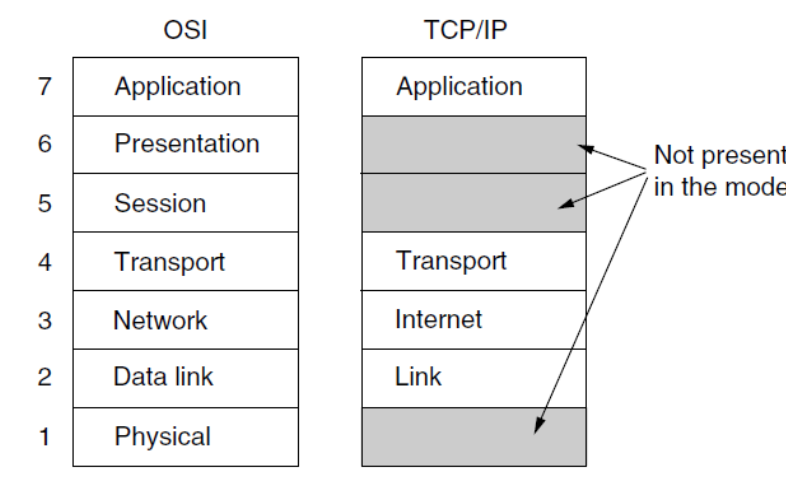 OSI TCP/IP
7 Application Application
6 Presentation
Not present
5 Session
in the mode
4 Transport Transport
3 Network Internet
2 Data link Link
1 Physical